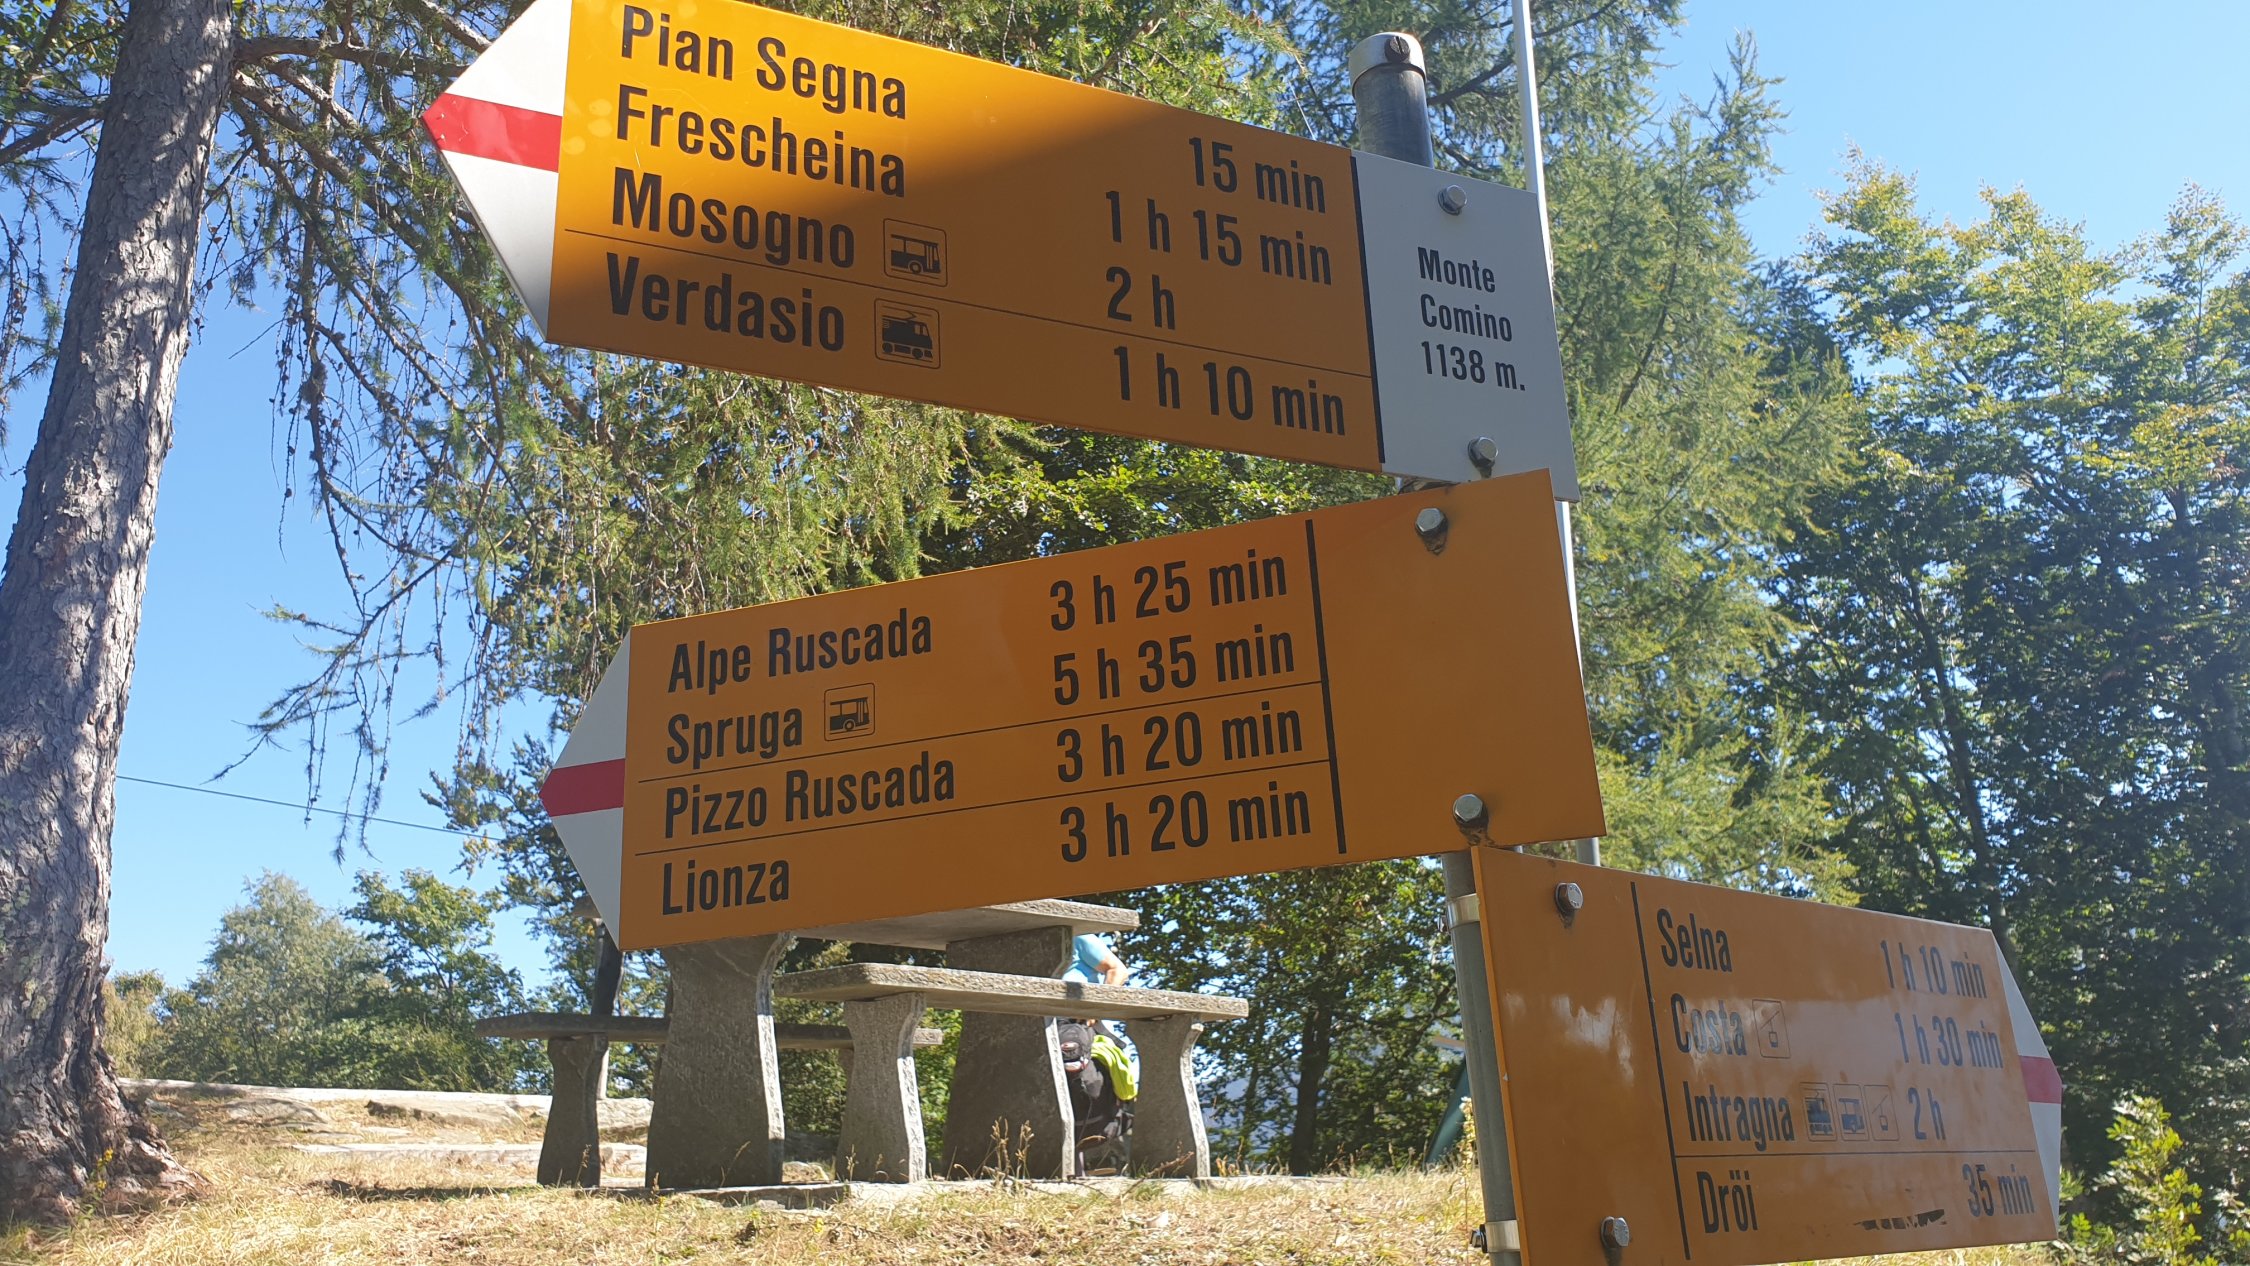 Pian Segna 15 min
Frescheina 1 h 15 min
Mosogno 2 h
Verdasio 1 h 10 min
Monte
Comino
1138 m.
Alpe Ruscada 3 h 25 min
Spruga 5 h 35 min
Pizzo Ruscada 3 h 20 min
Lionza 3 h 20 min
Selna 1 h 10 min
Costa 1 h 30 min
Intragna 2 h
Dröi 35 min